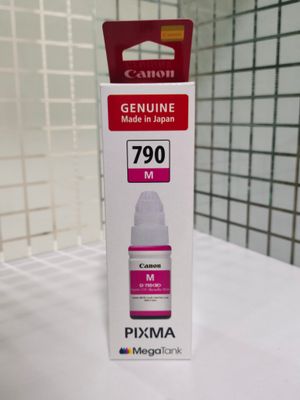 Canon
GENUINE
Made in Japan
790
M
Canon
M
PIXMA
MegaTank